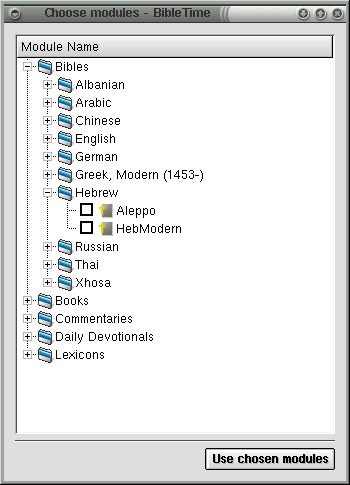 Choose modules - BibleTime
Module Name
Bibles
Albanian
Arabic
Chinese
English
German
Greek, Modern (1453-)
Hebrew
Aleppo
HebModern
Russian
Thai
Xhosa
Books
Commentaries
Daily Devotionals
Lexicons
Use chosen modules